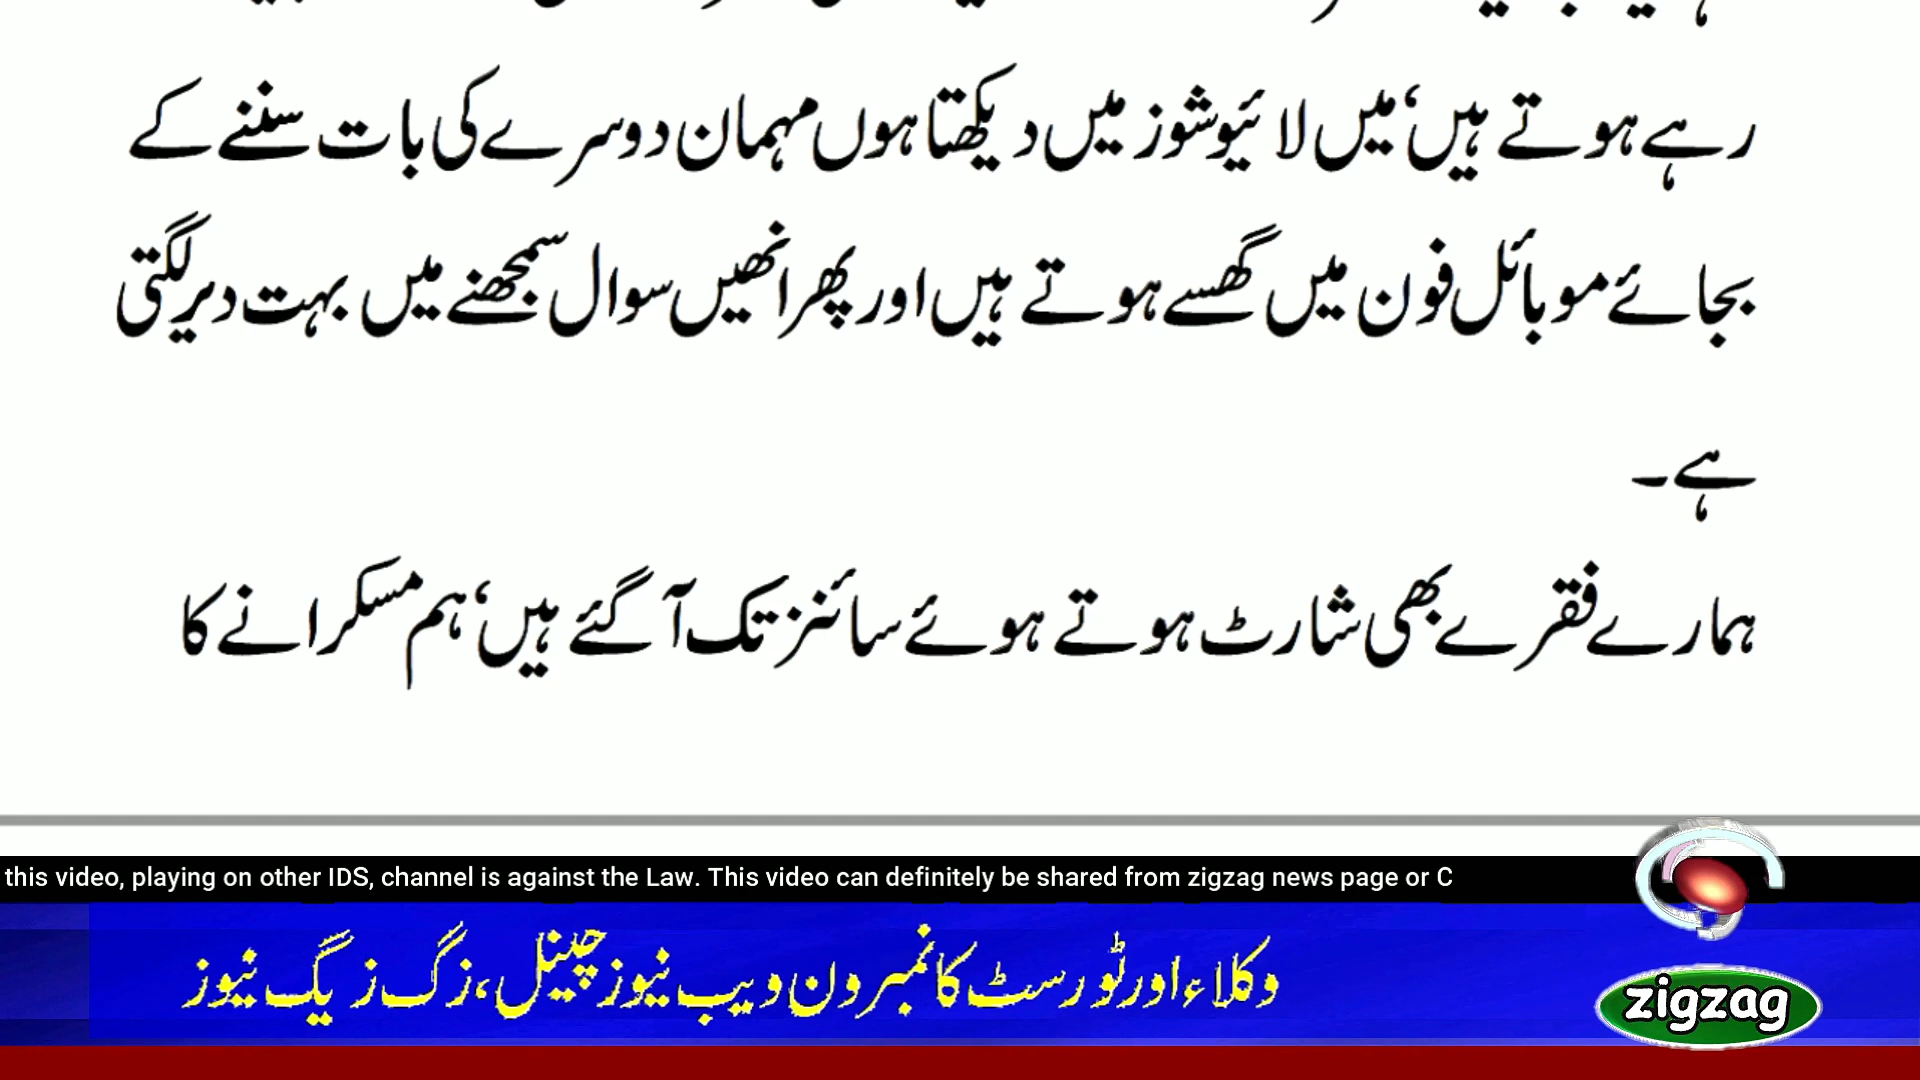 رہے ہوتے ہیں‘ میں لائیو شوز میں دیکھتا ہوں مہمان دوسرے کی بات سننے کے
بجائے موبائل فون میں گھسے ہوتے ہیں اور پھر انھیں سوال سمجھنے میں بہت دیر لگتی
ہے۔
ہمارے فقرے بھی شارٹ ہوتے ہوئے سائنز تک آ گئے ہیں‘ ہم مسکرانے کا
this video, playing on other IDS, channel is against the Law. This video can definitely be shared from zigzag news page or C
وکلاء اور ٹورسٹ کا نمبر ون ویب نیوز چینل، زگ زیگ نیوز
zigzag